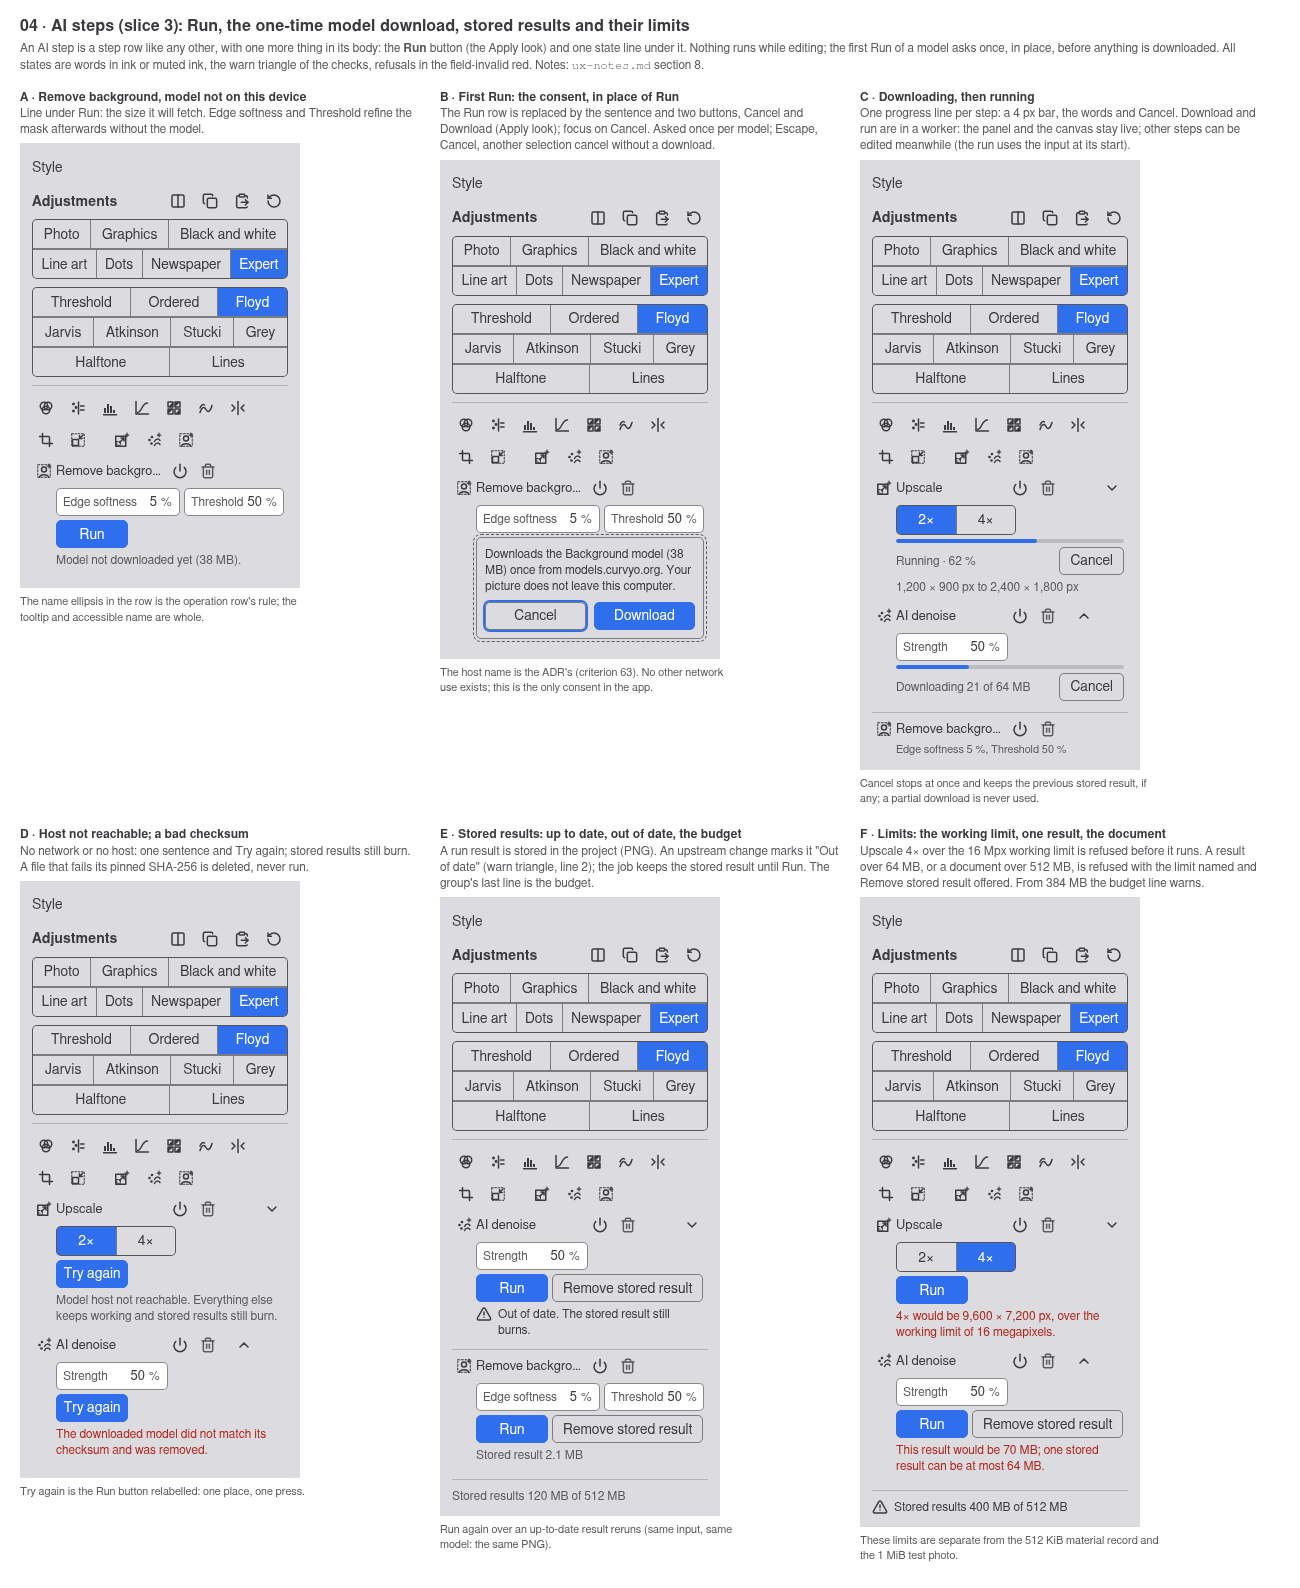 04 · AI steps (slice 3): Run, the one-time model download, stored results and their limits
An AI step is a step row like any other, with one more thing in its body: the Run button (the Apply look) and one state line under it. Nothing runs while editing; the first Run of a model asks once, in place, before anything is downloaded. All
states are words in ink or muted ink, the warn triangle of the checks, refusals in the field-invalid red. Notes: ux-notes.md section 8.
A · Remove background, model not on this device
Line under Run: the size it will fetch. Edge softness and Threshold refine the
mask afterwards without the model.
Style
Adjustments
Photo Graphics Black and white
Line art Dots Newspaper Expert
Threshold Ordered Floyd
Jarvis Atkinson Stucki Grey
Halftone Lines
Remove backgro...
Edge softness 5 % Threshold 50 %
Run
Model not downloaded yet (38 MB).
The name ellipsis in the row is the operation row's rule; the
tooltip and accessible name are whole.
B · First Run: the consent, in place of Run
The Run row is replaced by the sentence and two buttons, Cancel and
Download (Apply look); focus on Cancel. Asked once per model; Escape,
Cancel, another selection cancel without a download.
Style
Adjustments
Photo Graphics Black and white
Line art Dots Newspaper Expert
Threshold Ordered Floyd
Jarvis Atkinson Stucki Grey
Halftone Lines
Remove backgro...
Edge softness 5 % Threshold 50 %
Downloads the Background model (38
MB) once from models.curvyo.org. Your
picture does not leave this computer.
Cancel Download
The host name is the ADR's (criterion 63). No other network
use exists; this is the only consent in the app.
C · Downloading, then running
One progress line per step: a 4 px bar, the words and Cancel. Download and
run are in a worker: the panel and the canvas stay live; other steps can be
edited meanwhile (the run uses the input at its start).
Style
Adjustments
Photo Graphics Black and white
Line art Dots Newspaper Expert
Threshold Ordered Floyd
Jarvis Atkinson Stucki Grey
Halftone Lines
Upscale
2× 4×
Running · 62 % Cancel
1,200 × 900 px to 2,400 × 1,800 px
AI denoise
Strength 50 %
Downloading 21 of 64 MB Cancel
Remove backgro...
Edge softness 5 %, Threshold 50 %
Cancel stops at once and keeps the previous stored result, if
any; a partial download is never used.
D · Host not reachable; a bad checksum
No network or no host: one sentence and Try again; stored results still burn.
A file that fails its pinned SHA-256 is deleted, never run.
Style
Adjustments
Photo Graphics Black and white
Line art Dots Newspaper Expert
Threshold Ordered Floyd
Jarvis Atkinson Stucki Grey
Halftone Lines
Upscale
2× 4×
Try again
Model host not reachable. Everything else
keeps working and stored results still burn.
AI denoise
Strength 50 %
Try again
The downloaded model did not match its
checksum and was removed.
Try again is the Run button relabelled: one place, one press.
E · Stored results: up to date, out of date, the budget
A run result is stored in the project (PNG). An upstream change marks it "Out
of date" (warn triangle, line 2); the job keeps the stored result until Run. The
group's last line is the budget.
Style
Adjustments
Photo Graphics Black and white
Line art Dots Newspaper Expert
Threshold Ordered Floyd
Jarvis Atkinson Stucki Grey
Halftone Lines
AI denoise
Strength 50 %
Run Remove stored result
Out of date. The stored result still
burns.
Remove backgro...
Edge softness 5 % Threshold 50 %
Run Remove stored result
Stored result 2.1 MB
Stored results 120 MB of 512 MB
Run again over an up-to-date result reruns (same input, same
model: the same PNG).
F · Limits: the working limit, one result, the document
Upscale 4× over the 16 Mpx working limit is refused before it runs. A result
over 64 MB, or a document over 512 MB, is refused with the limit named and
Remove stored result offered. From 384 MB the budget line warns.
Style
Adjustments
Photo Graphics Black and white
Line art Dots Newspaper Expert
Threshold Ordered Floyd
Jarvis Atkinson Stucki Grey
Halftone Lines
Upscale
2× 4×
Run
4× would be 9,600 × 7,200 px, over the
working limit of 16 megapixels.
AI denoise
Strength 50 %
Run Remove stored result
This result would be 70 MB; one stored
result can be at most 64 MB.
Stored results 400 MB of 512 MB
These limits are separate from the 512 KiB material record and
the 1 MiB test photo.